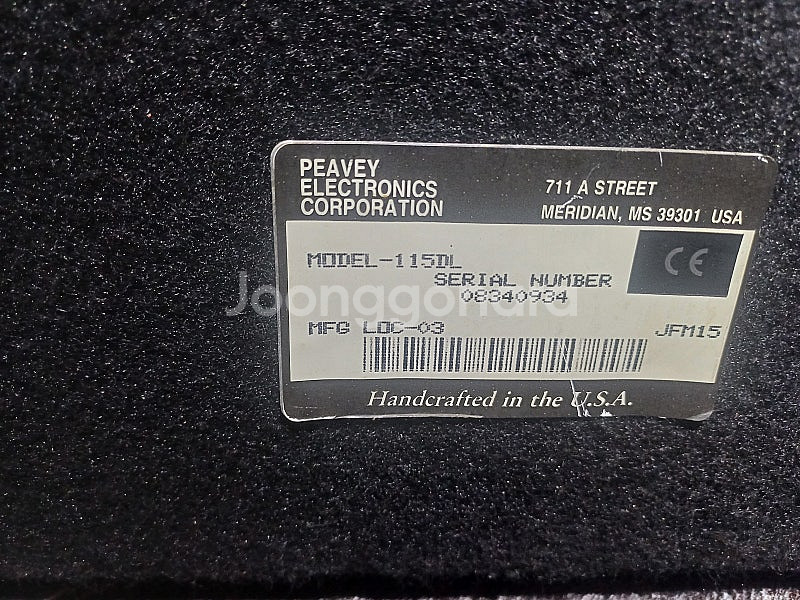 PEAVEY
ELECTRONICS
CORPORATION
711 A STREET
MERIDIAN, MS 39301 USA
CE
MODEL-115DL
SERIAL NUMBER
08340934
Joonggonara
MFG LOC-03
JFM15
Handcrafted in the U.S.A.